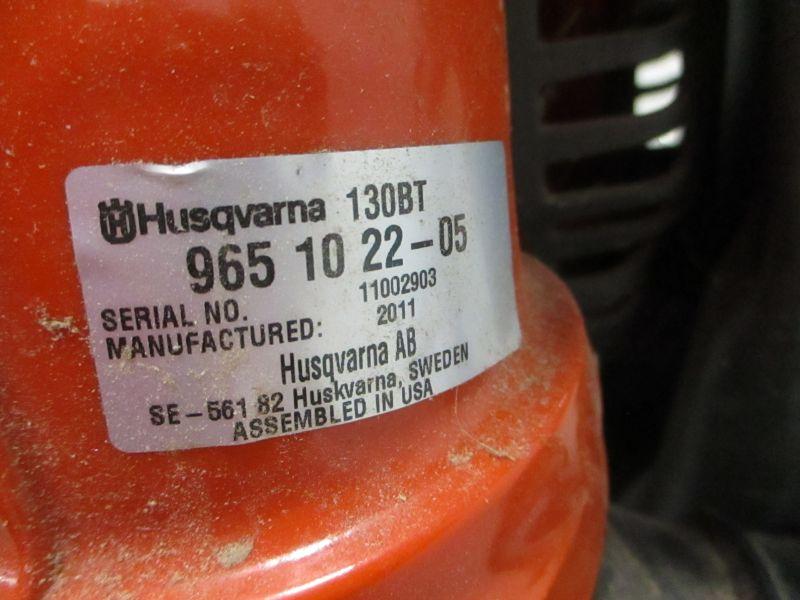 Husqvarna 130BT
965 10 22-05
SERIAL NO. 11002903
MANUFACTURED: 2011
Husqvarna AB
SE-561 82 Huskvarna, SWEDEN
ASSEMBLED IN USA